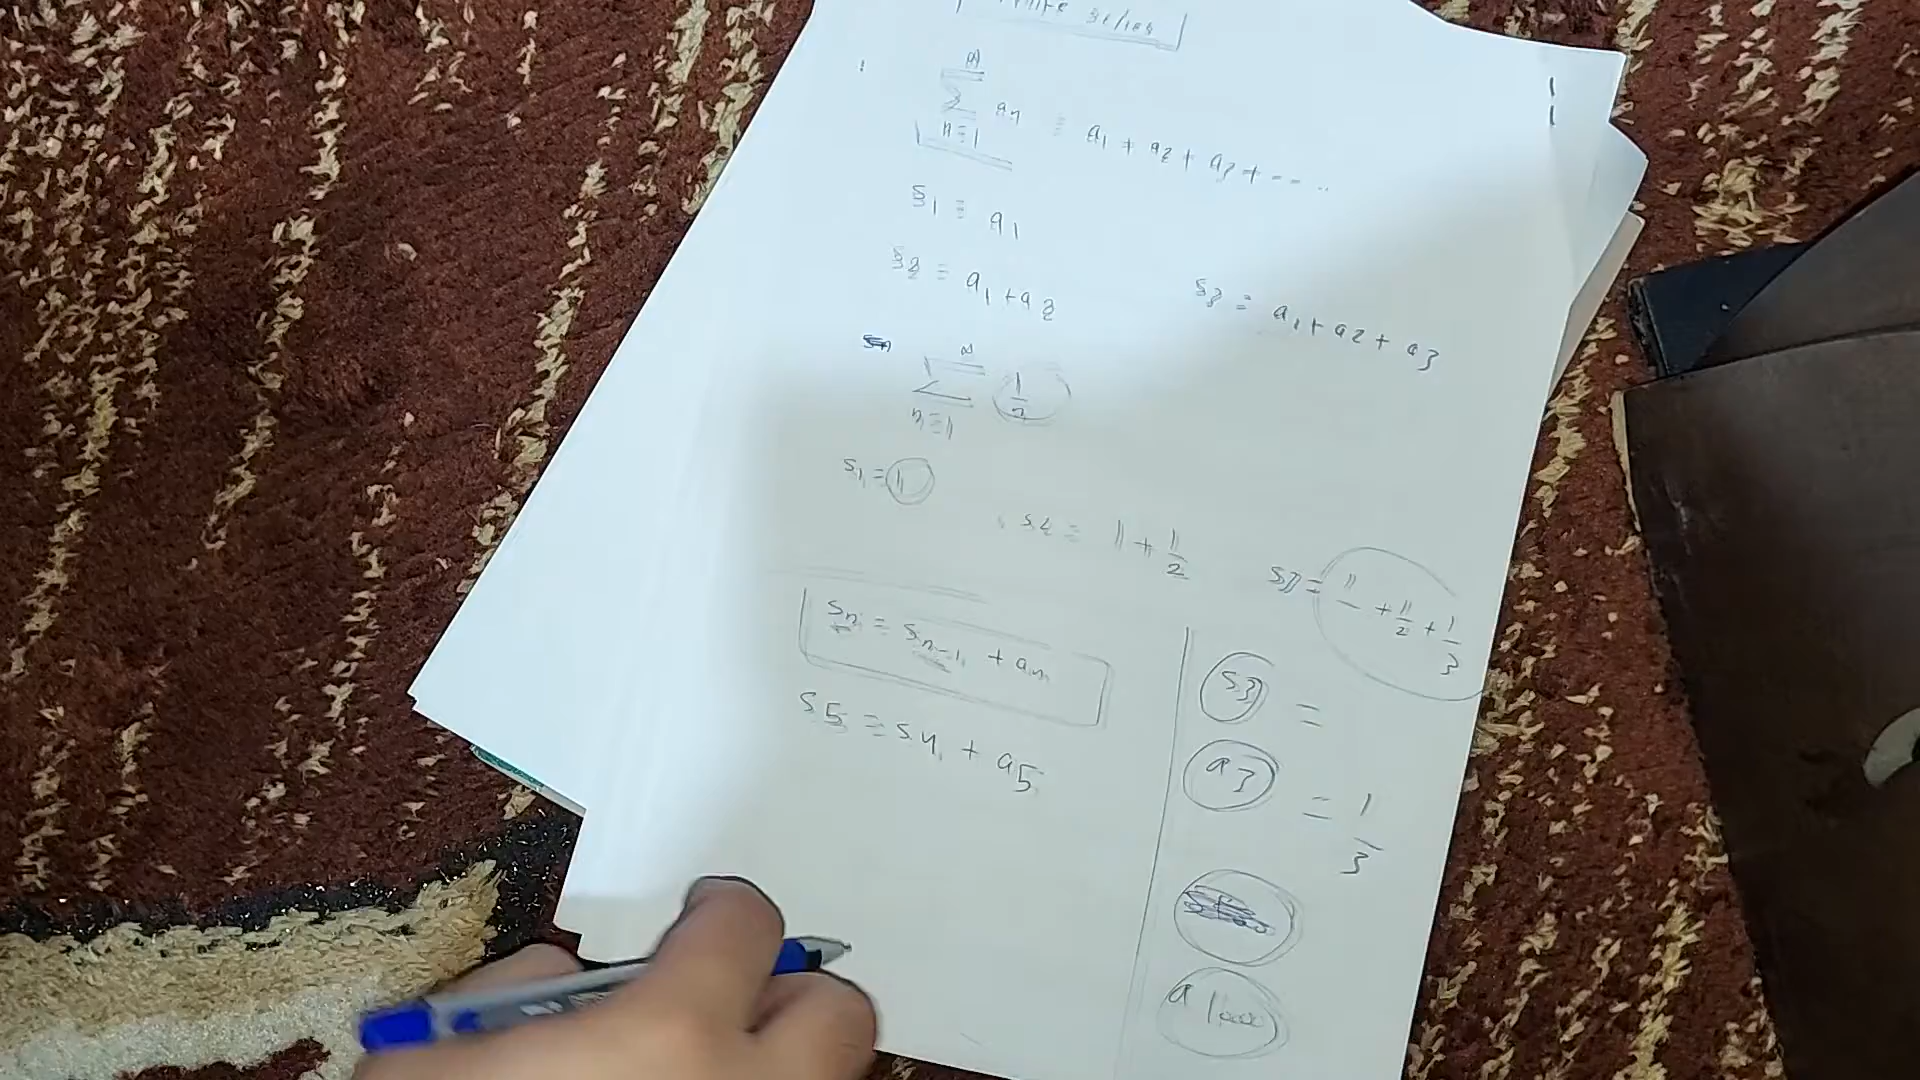 ∞
∑ aₙ = a₁ + a₂ + a₃ + -- ..
n=1
S₁ = a₁
S₂ = a₁ + a₂
S₃ = a₁ + a₂ + a₃
∞
∑ 1/n
n=1
S₁ = 1
S₂ = 1 + 1/2
S₃ = 1 + 1/2 + 1/3
Sₙ = Sₙ₋₁ + aₙ
S₅ = S₄ + a₅
S₃ =
a₃ = 1/3